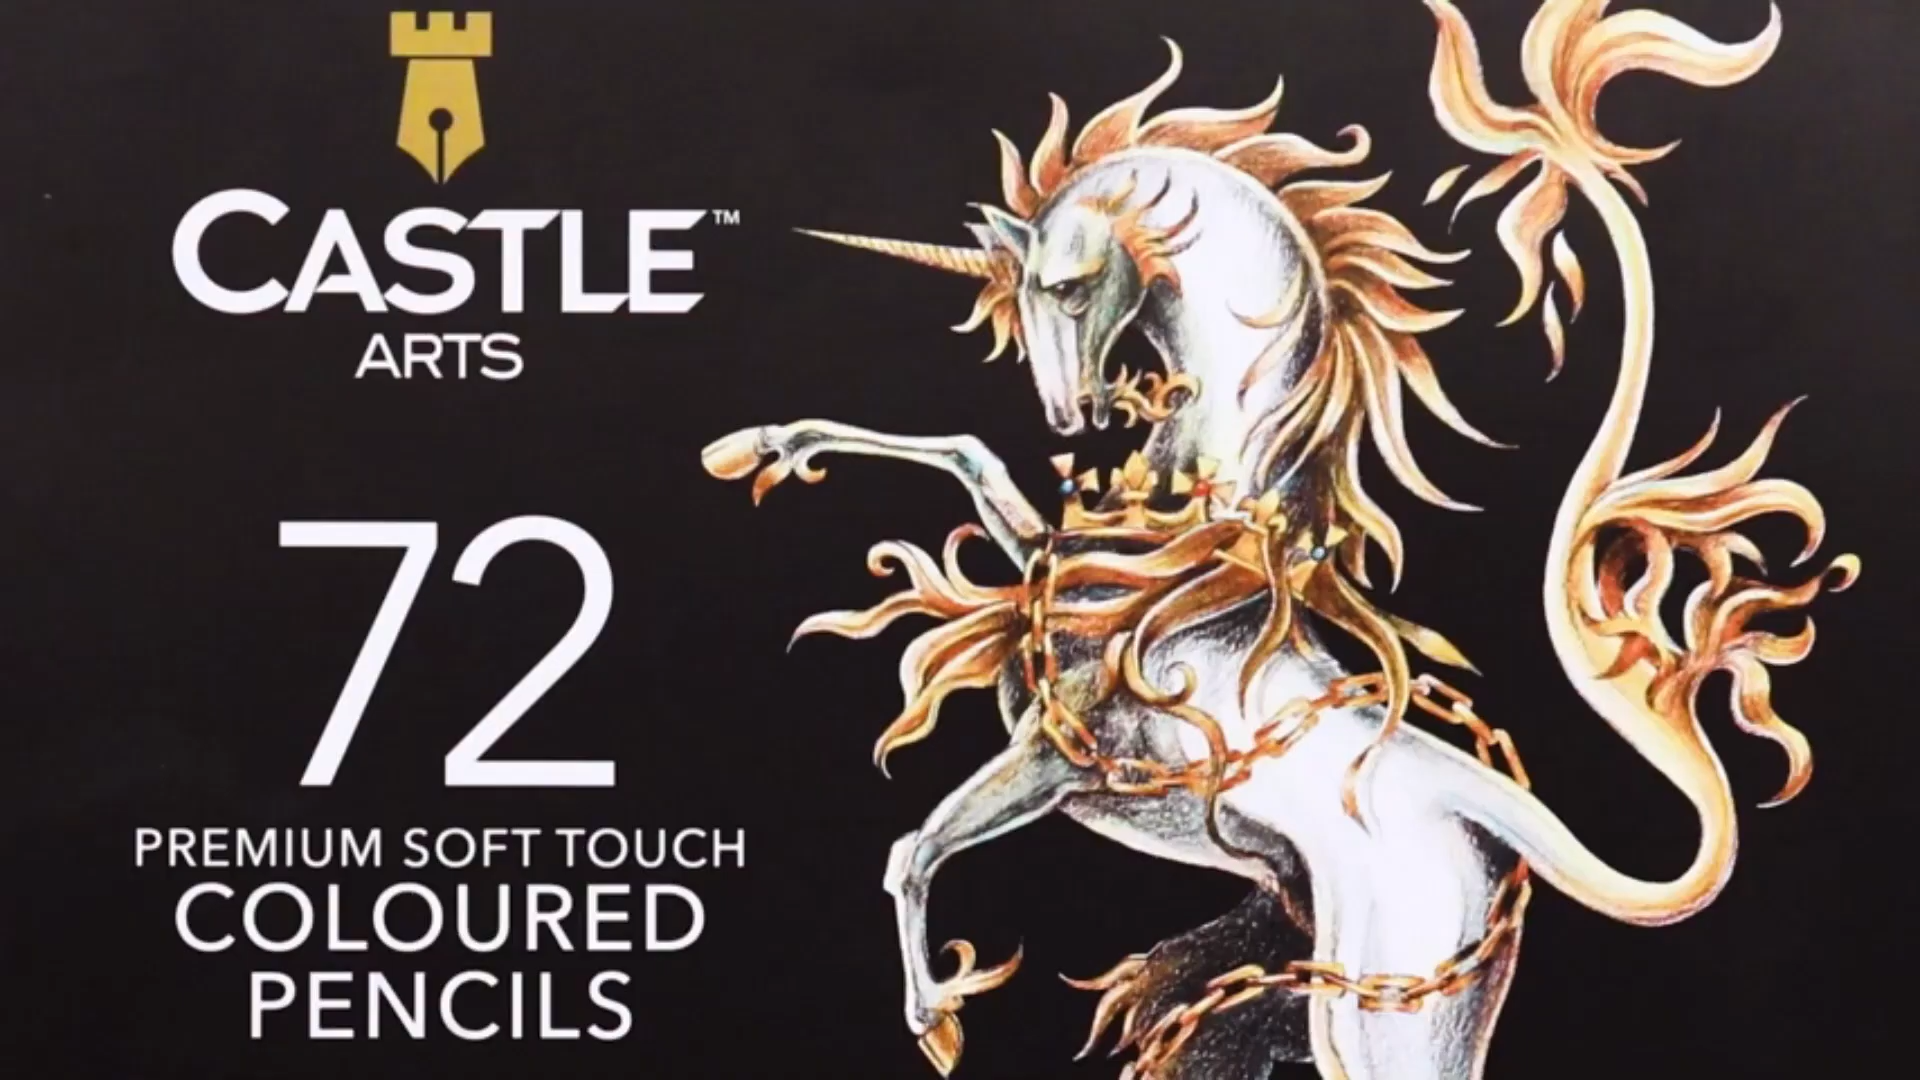 CASTLE™
ARTS
72
PREMIUM SOFT TOUCH
COLOURED
PENCILS